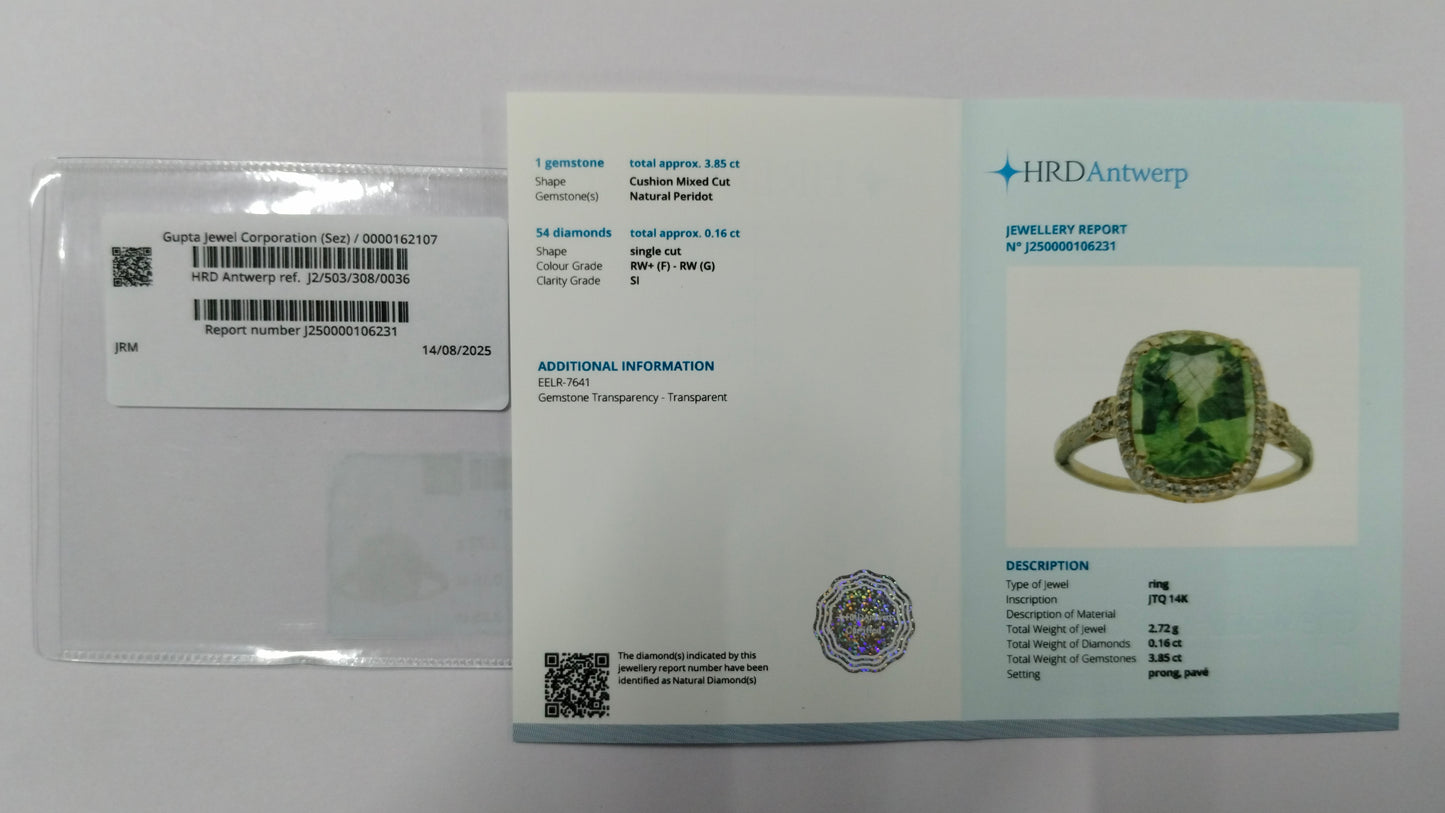 Gupta Jewel Corporation (Sez) / 0000162107
HRD Antwerp ref. J2/503/308/0036
Report number J250000106231
JRM
14/08/2025
1 gemstone total approx. 3.85 ct
Shape Cushion Mixed Cut
Gemstone(s) Natural Peridot
54 diamonds total approx. 0.16 ct
Shape single cut
Colour Grade RW+ (F) - RW (G)
Clarity Grade SI
ADDITIONAL INFORMATION
EELR-7641
Gemstone Transparency - Transparent
The diamond(s) indicated by this
jewellery report number have been
identified as Natural Diamond(s)
HRD Antwerp
JEWELLERY REPORT
N° J250000106231
DESCRIPTION
Type of Jewel ring
Inscription JTQ 14K
Description of Material
Total Weight of Jewel 2.72 g
Total Weight of Diamonds 0.16 ct
Total Weight of Gemstones 3.85 ct
Setting prong, pavé